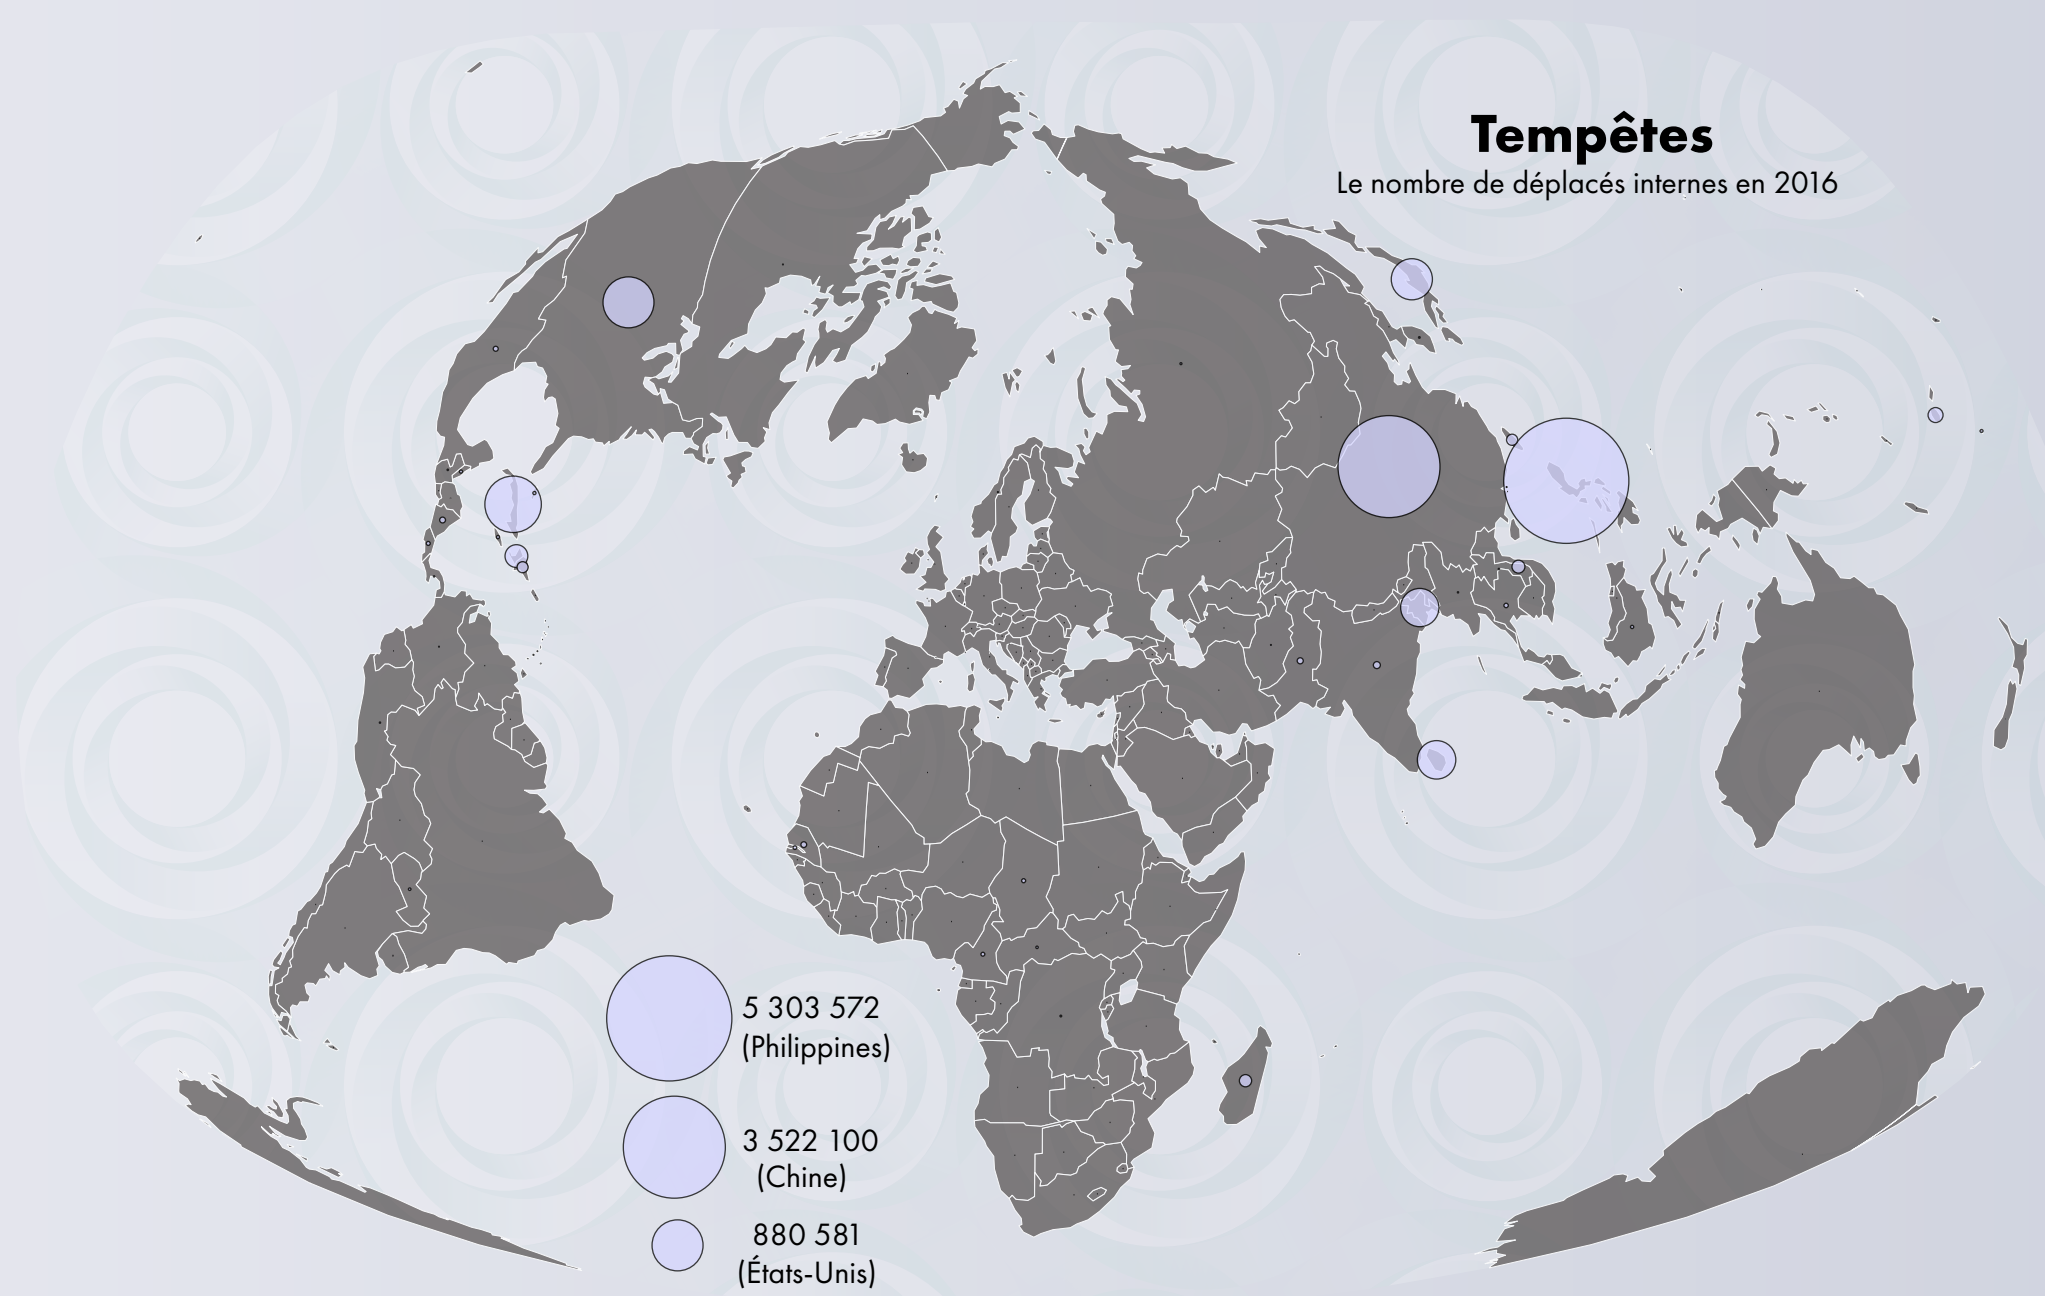 Tempêtes
Le nombre de déplacés internes en 2016
5 303 572
(Philippines)
3 522 100
(Chine)
880 581
(États-Unis)